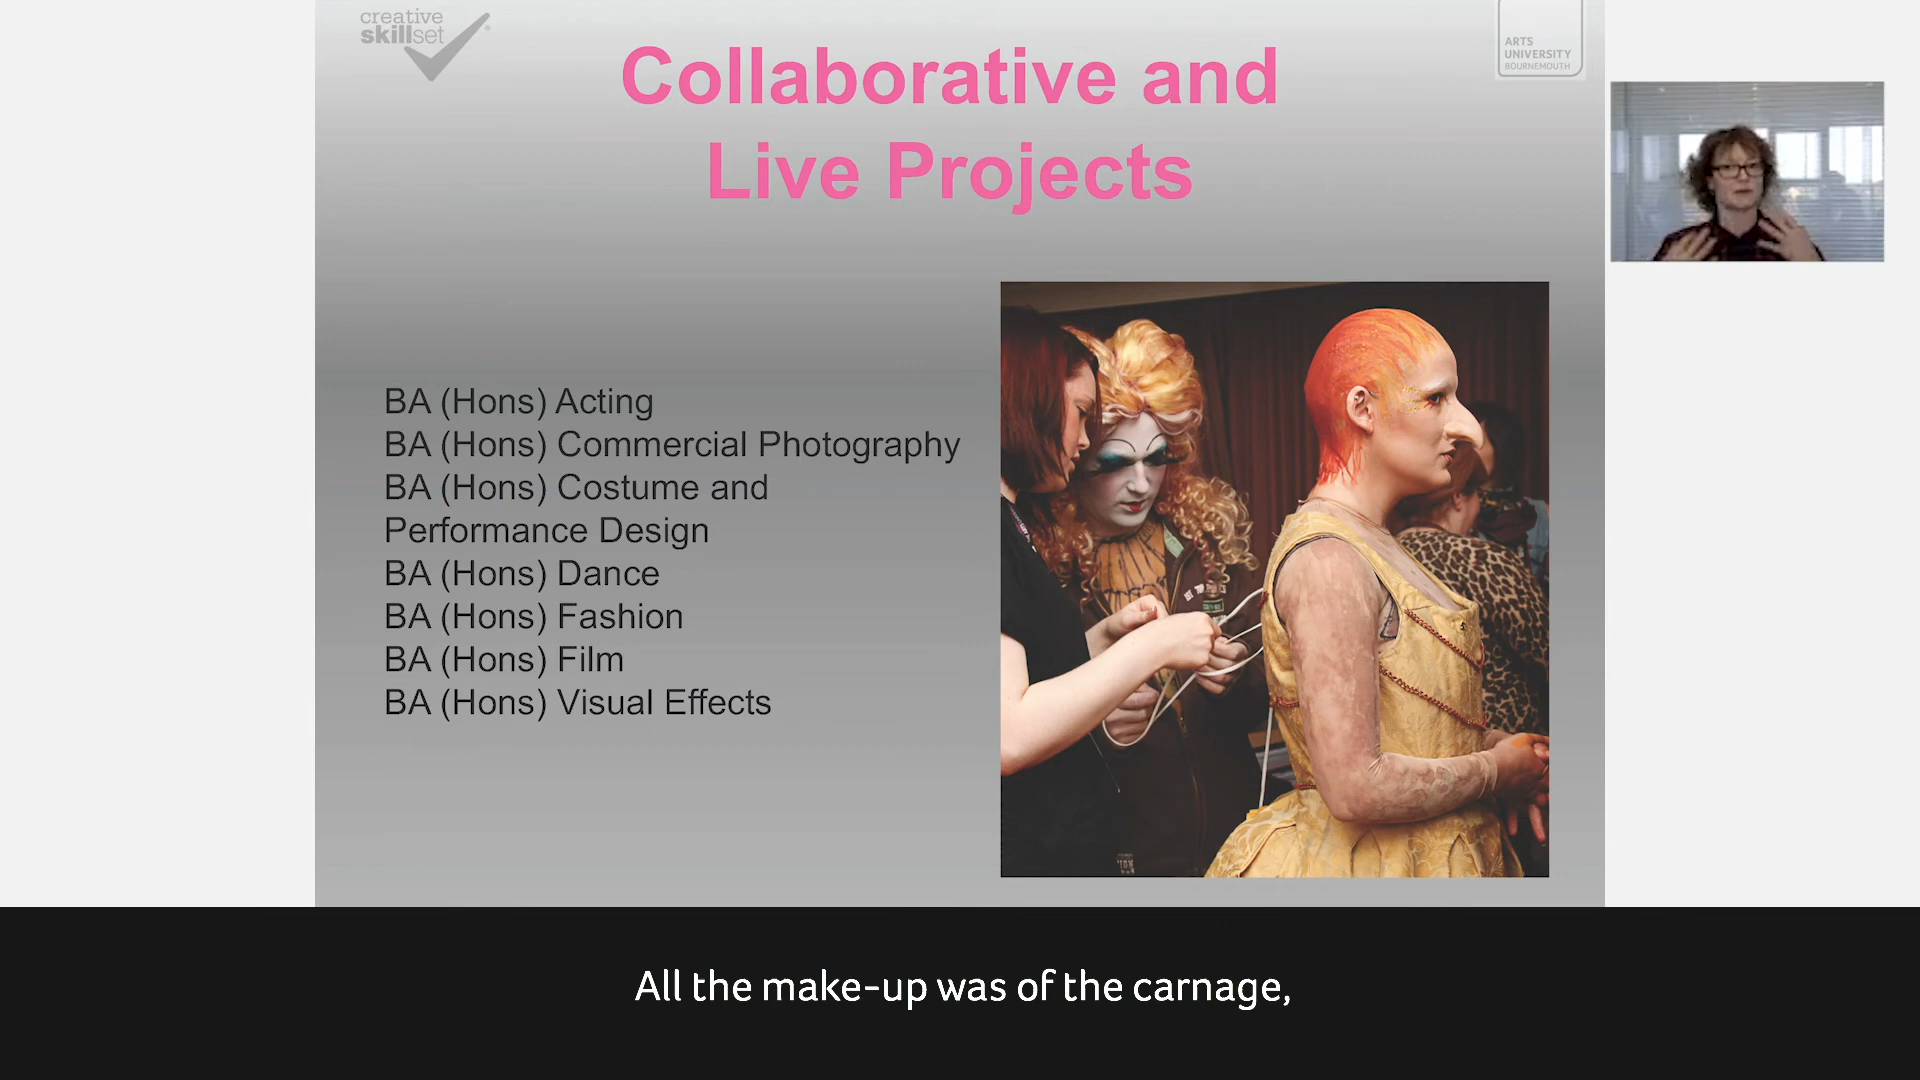 creative
skillset
Collaborative and
Live Projects
ARTS
UNIVERSITY
BOURNEMOUTH
BA (Hons) Acting
BA (Hons) Commercial Photography
BA (Hons) Costume and
Performance Design
BA (Hons) Dance
BA (Hons) Fashion
BA (Hons) Film
BA (Hons) Visual Effects
All the make-up was of the carnage,